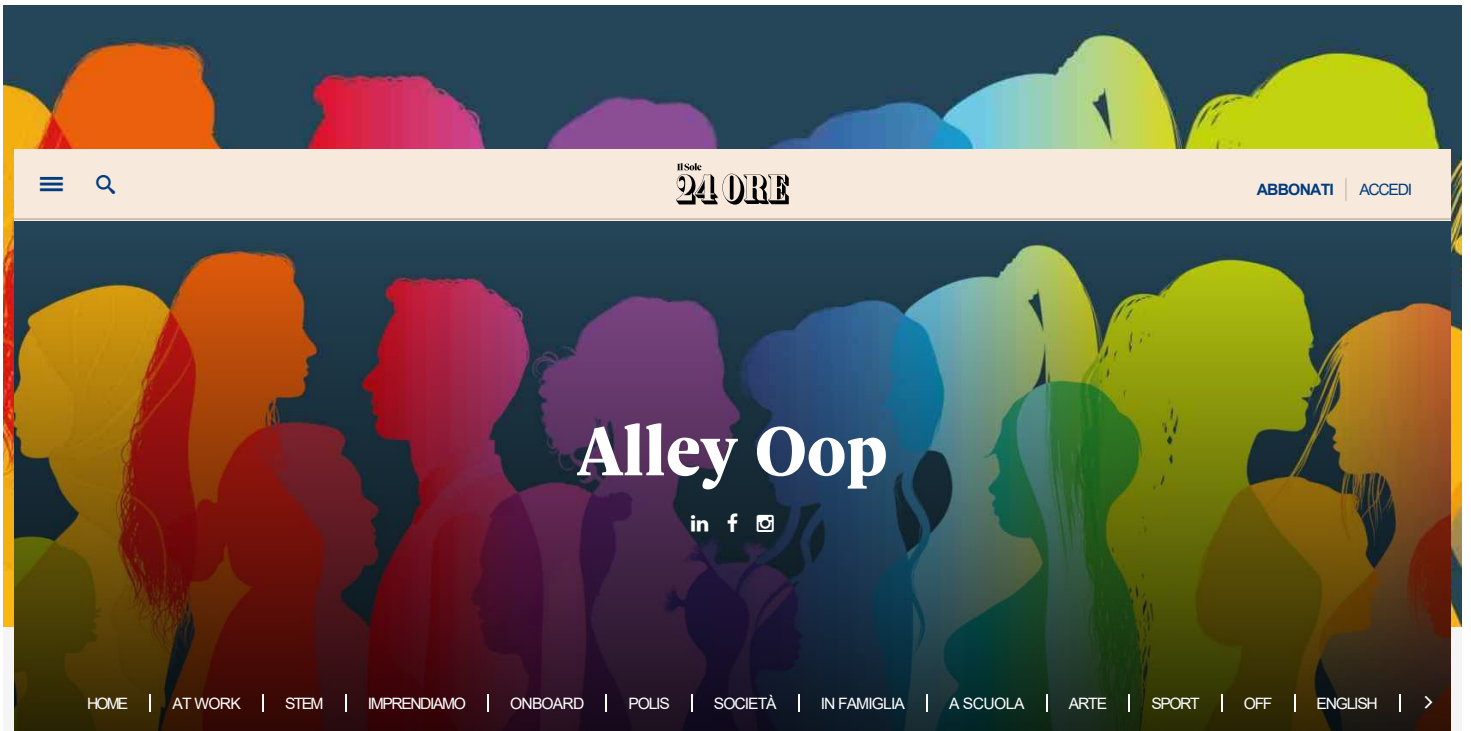 Il Sole
24 ORE
ABBONATI ACCEDI
Alley Oop
HOME AT WORK STEM IMPRENDIAMO ONBOARD POLIS SOCIETÀ IN FAMIGLIA A SCUOLA ARTE SPORT OFF ENGLISH